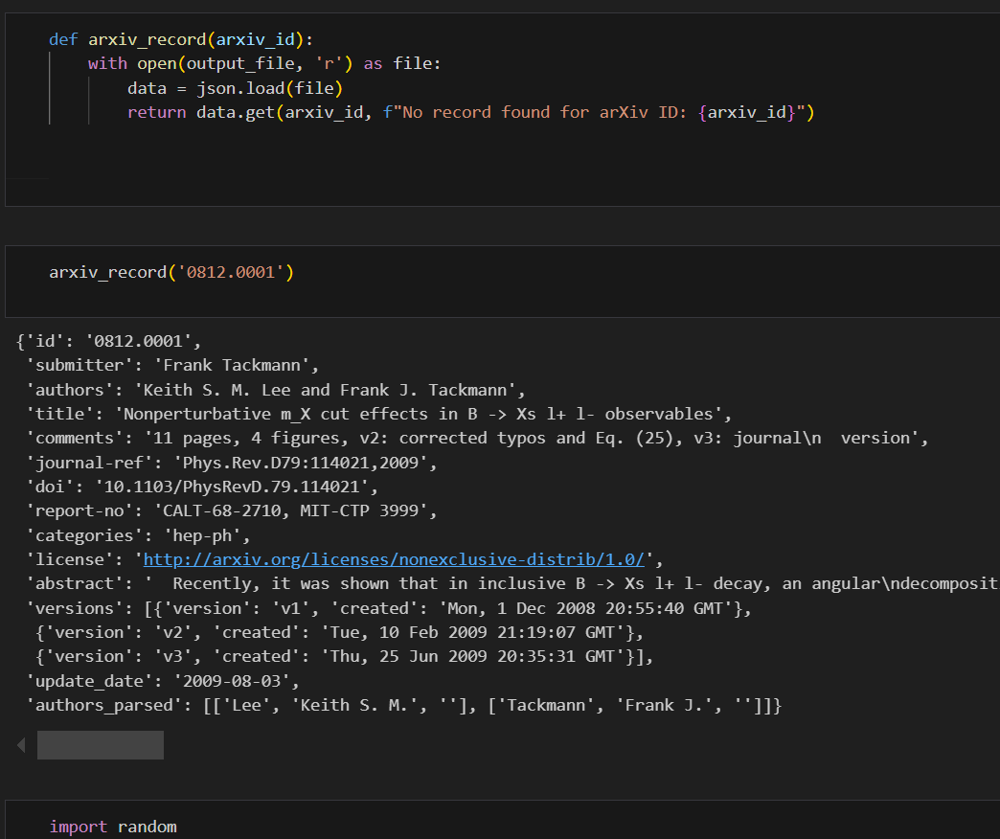 def arxiv_record(arxiv_id):
    with open(output_file, 'r') as file:
        data = json.load(file)
        return data.get(arxiv_id, f"No record found for arXiv ID: {arxiv_id}")
arxiv_record('0812.0001')
{'id': '0812.0001',
 'submitter': 'Frank Tackmann',
 'authors': 'Keith S. M. Lee and Frank J. Tackmann',
 'title': 'Nonperturbative m_X cut effects in B -> Xs l+ l- observables',
 'comments': '11 pages, 4 figures, v2: corrected typos and Eq. (25), v3: journal\n  version',
 'journal-ref': 'Phys.Rev.D79:114021,2009',
 'doi': '10.1103/PhysRevD.79.114021',
 'report-no': 'CALT-68-2710, MIT-CTP 3999',
 'categories': 'hep-ph',
 'license': 'http://arxiv.org/licenses/nonexclusive-distrib/1.0/',
 'abstract': '  Recently, it was shown that in inclusive B -> Xs l+ l- decay, an angular\ndecomposit
 'versions': [{'version': 'v1', 'created': 'Mon, 1 Dec 2008 20:55:40 GMT'},
  {'version': 'v2', 'created': 'Tue, 10 Feb 2009 21:19:07 GMT'},
  {'version': 'v3', 'created': 'Thu, 25 Jun 2009 20:35:31 GMT'}],
 'update_date': '2009-08-03',
 'authors_parsed': [['Lee', 'Keith S. M.', ''], ['Tackmann', 'Frank J.', '']]}
import random